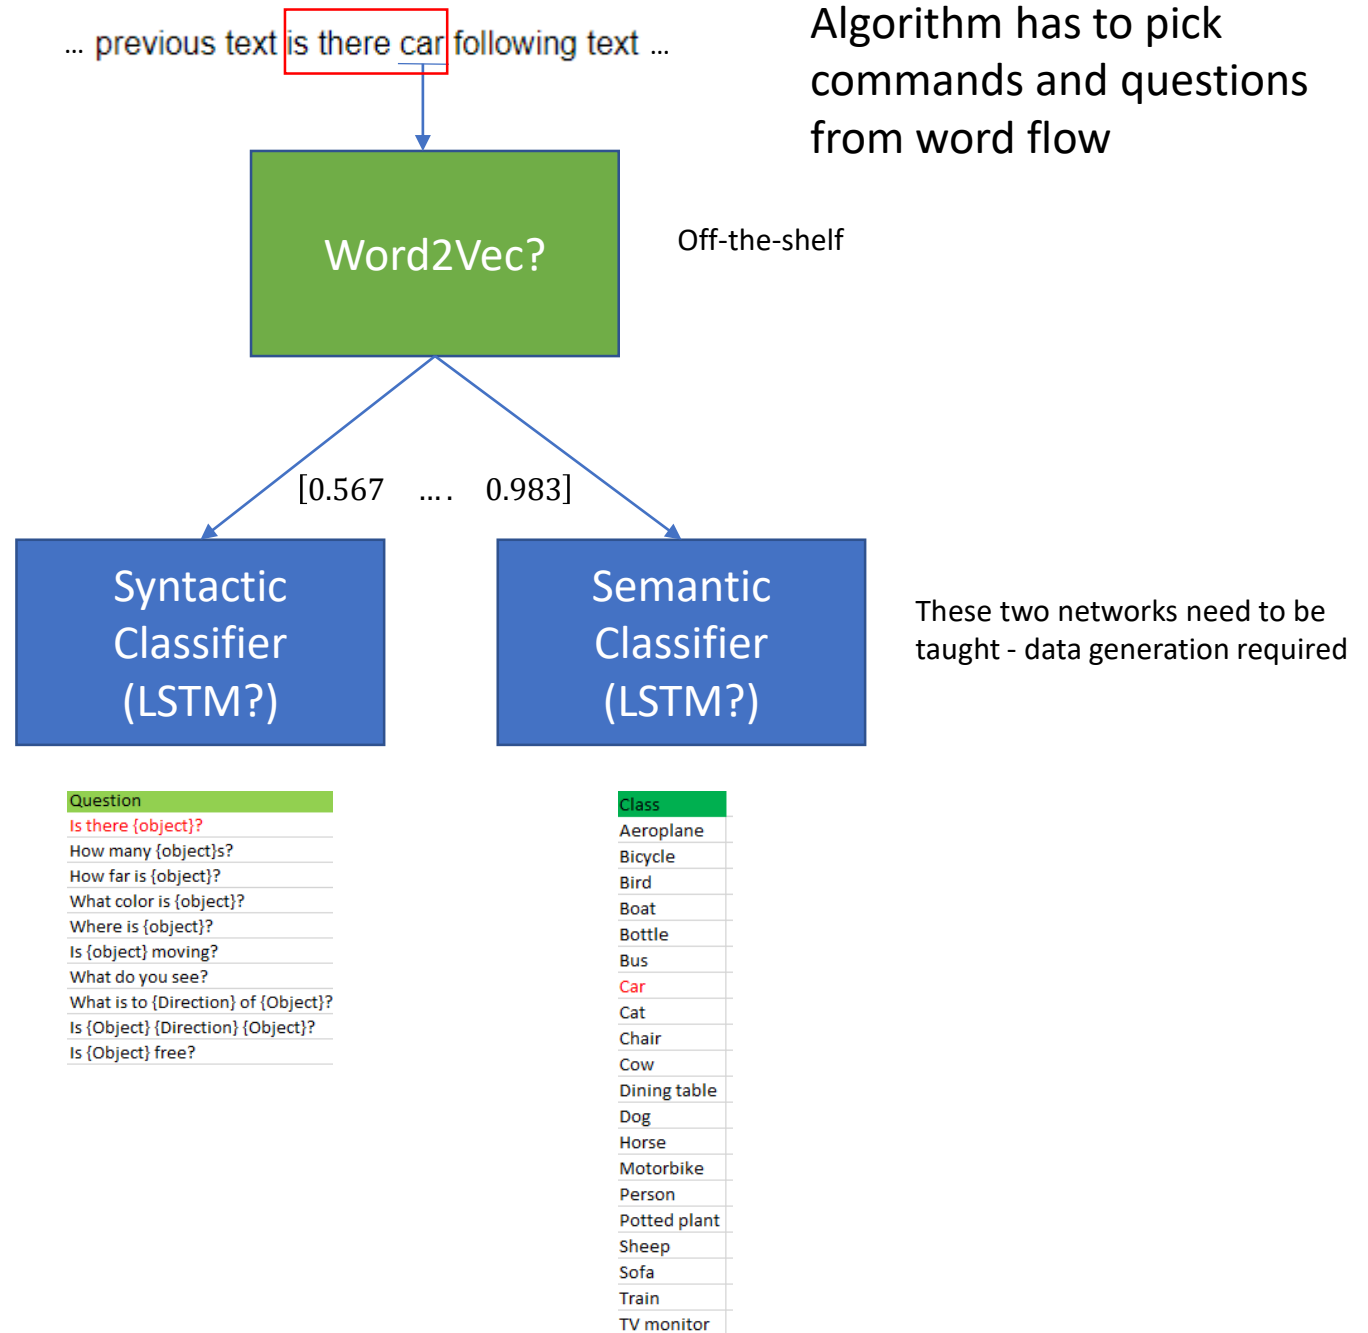 ... previous text is there car following text ...
Algorithm has to pick
commands and questions
from word flow
Word2Vec?
Off-the-shelf
[0.567 .... 0.983]
Syntactic
Classifier
(LSTM?)
Semantic
Classifier
(LSTM?)
These two networks need to be
taught - data generation required
Question
Is there {object}?
How many {object}s?
How far is {object}?
What color is {object}?
Where is {object}?
Is {object} moving?
What do you see?
What is to {Direction} of {Object}?
Is {Object} {Direction} {Object}?
Is {Object} free?
Class
Aeroplane
Bicycle
Bird
Boat
Bottle
Bus
Car
Cat
Chair
Cow
Dining table
Dog
Horse
Motorbike
Person
Potted plant
Sheep
Sofa
Train
TV monitor